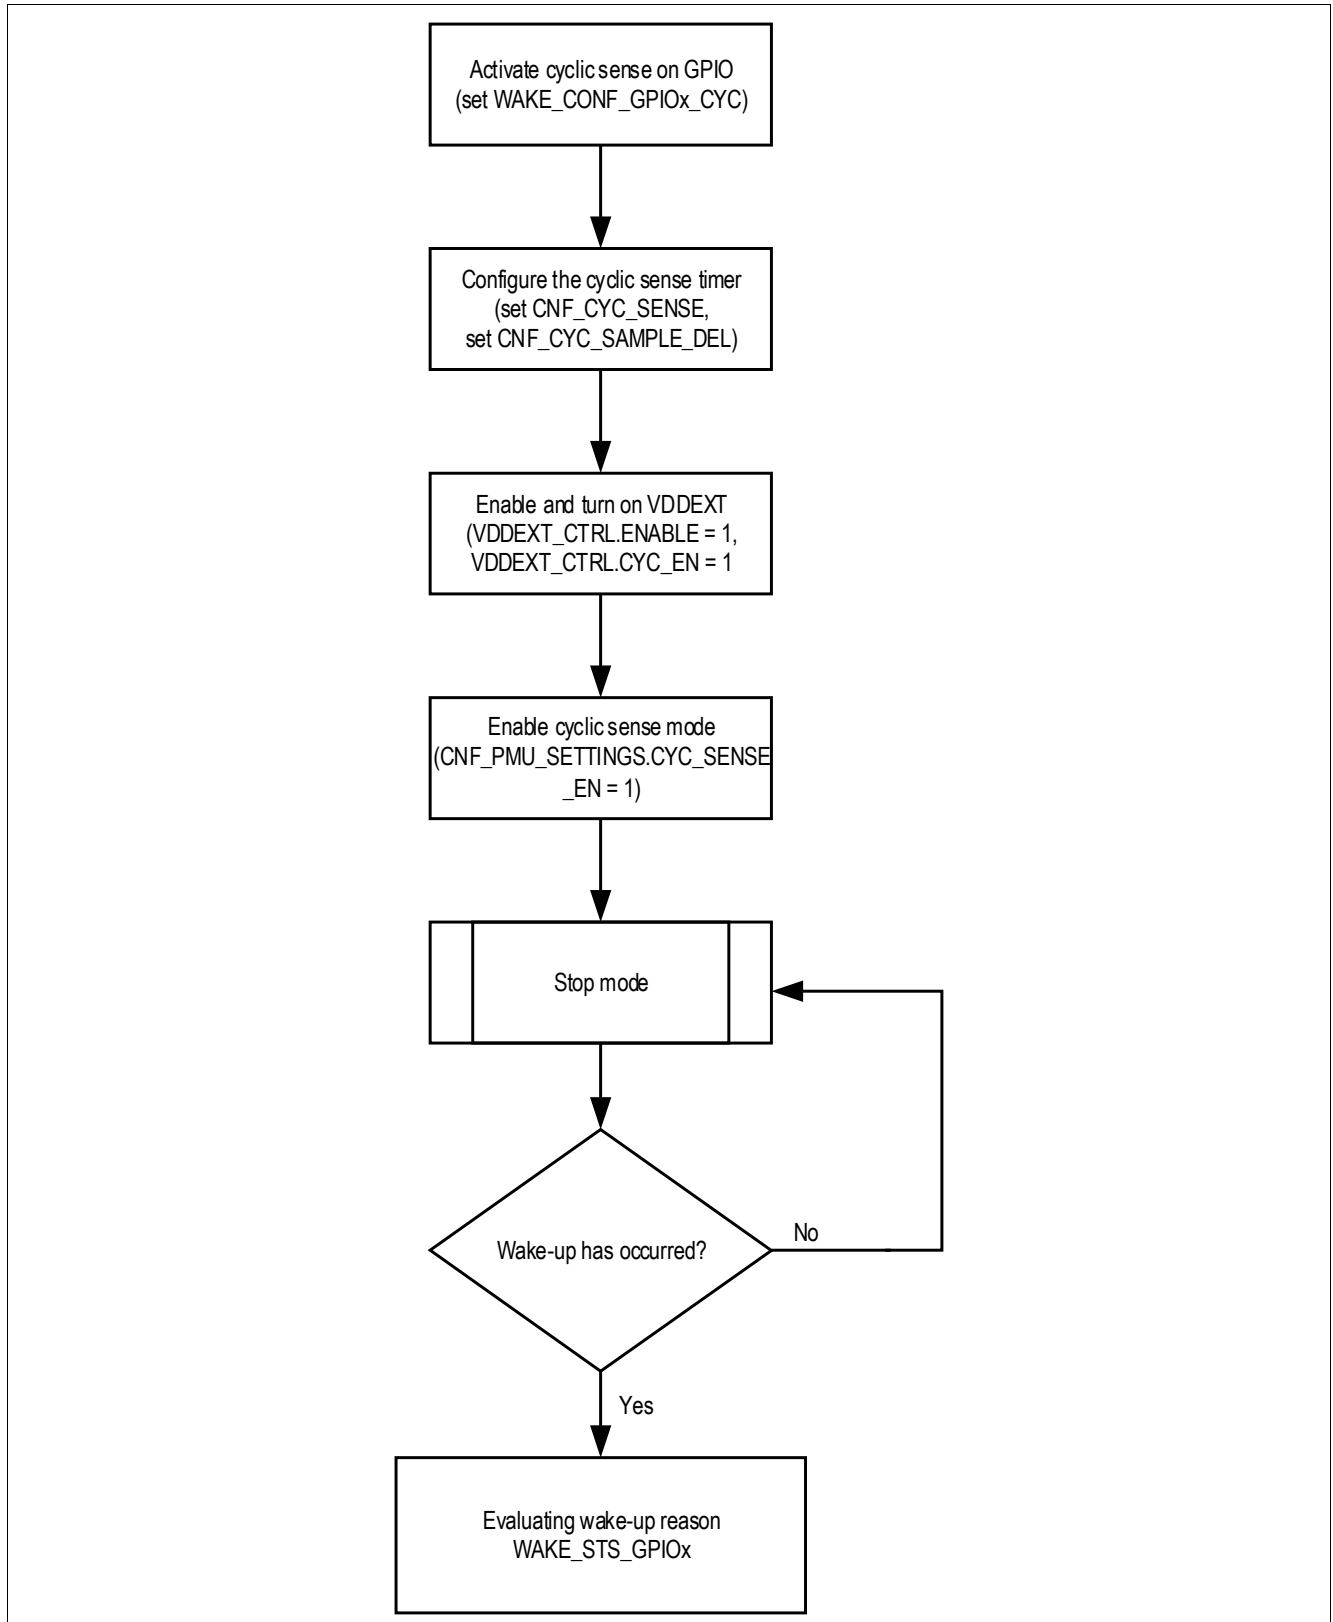 Activate cyclic sense on GPIO
(set WAKE_CONF_GPIOx_CYC)
Configure the cyclic sense timer
(set CNF_CYC_SENSE,
set CNF_CYC_SAMPLE_DEL)
Enable and turn on VDDEXT
(VDDEXT_CTRL.ENABLE = 1,
VDDEXT_CTRL.CYC_EN = 1
Enable cyclic sense mode
(CNF_PMU_SETTINGS.CYC_SENSE
_EN = 1)
Stop mode
Wake-up has occurred?
No
Yes
Evaluating wake-up reason
WAKE_STS_GPIOx